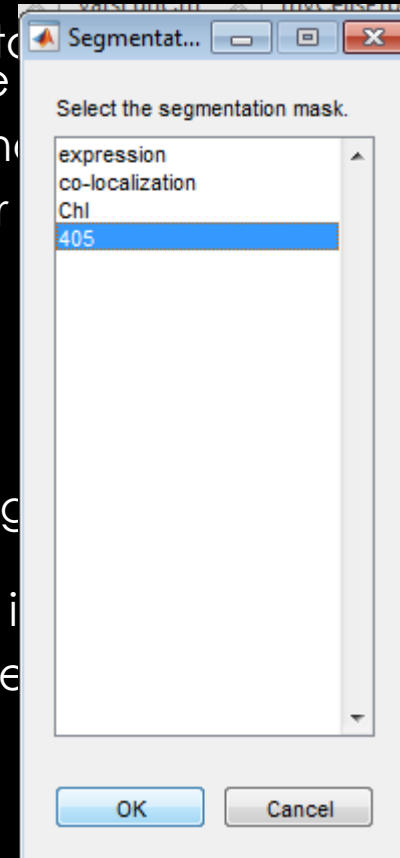 Segmentat...
Select the segmentation mask.
expression
co-localization
Chl
405
OK
Cancel